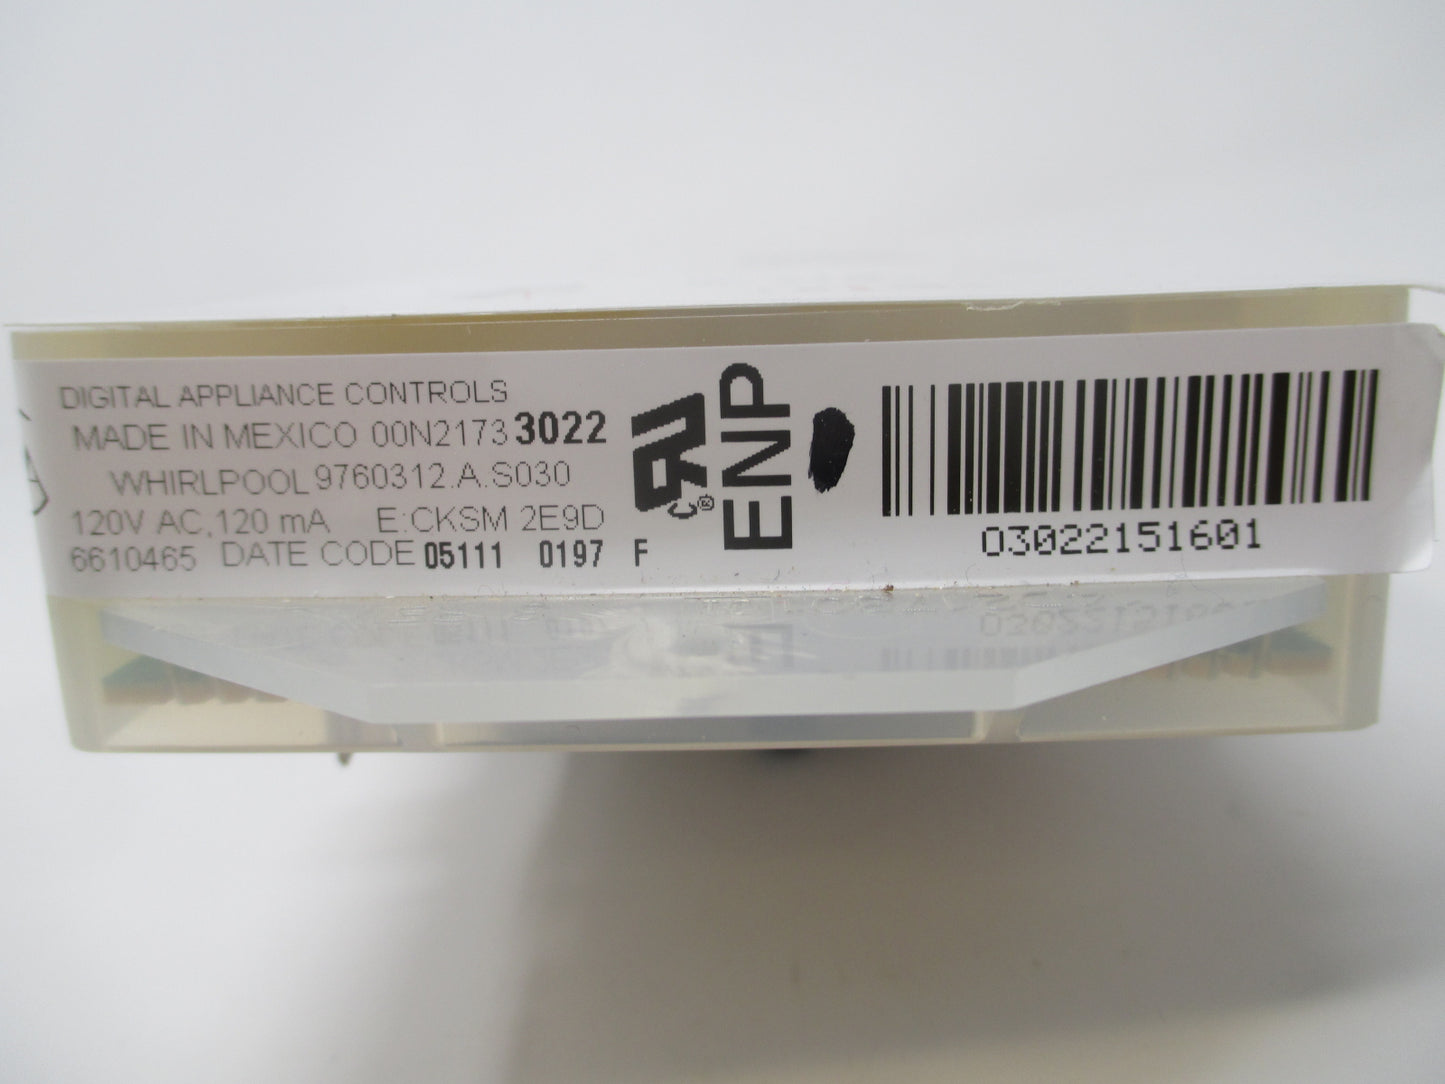 DIGITAL APPLIANCE CONTROLS
MADE IN MEXICO 00N2173 3022
WHIRLPOOL 9760312.A.S030
120V AC, 120 mA E:CKSM 2E9D
6610465 DATE CODE 05111 0197 F
C ®
ENP
03022151601